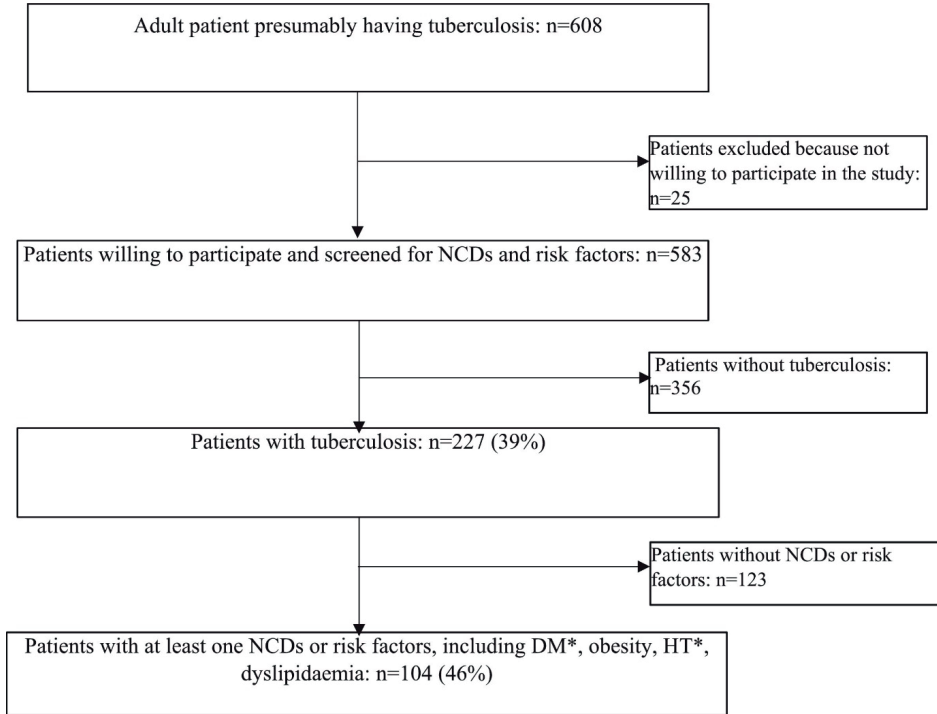 Adult patient presumably having tuberculosis: n=608
Patients excluded because not
willing to participate in the study:
n=25
Patients willing to participate and screened for NCDs and risk factors: n=583
Patients without tuberculosis:
n=356
Patients with tuberculosis: n=227 (39%)
Patients without NCDs or risk
factors: n=123
Patients with at least one NCDs or risk factors, including DM*, obesity, HT*,
dyslipidaemia: n=104 (46%)